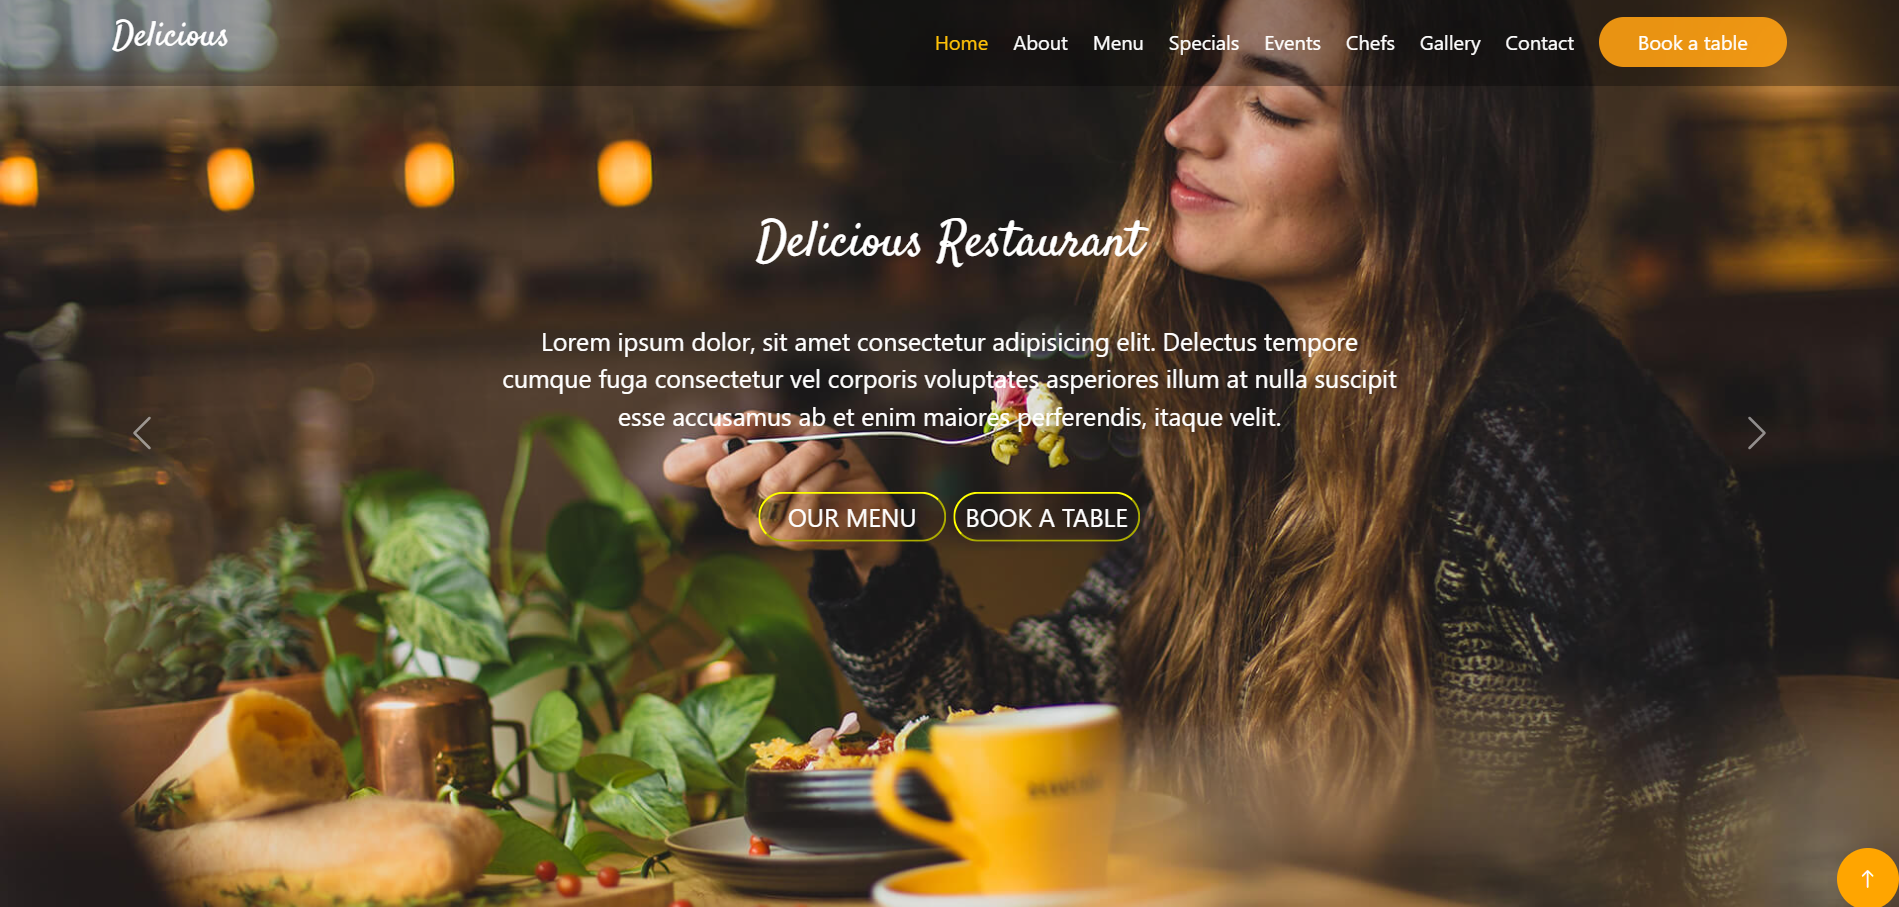 Delicious
Home About Menu Specials Events Chefs Gallery Contact Book a table
Delicious Restaurant
Lorem ipsum dolor, sit amet consectetur adipisicing elit. Delectus tempore
cumque fuga consectetur vel corporis voluptates asperiores illum at nulla suscipit
esse accusamus ab et enim maiores perferendis, itaque velit.
OUR MENU BOOK A TABLE